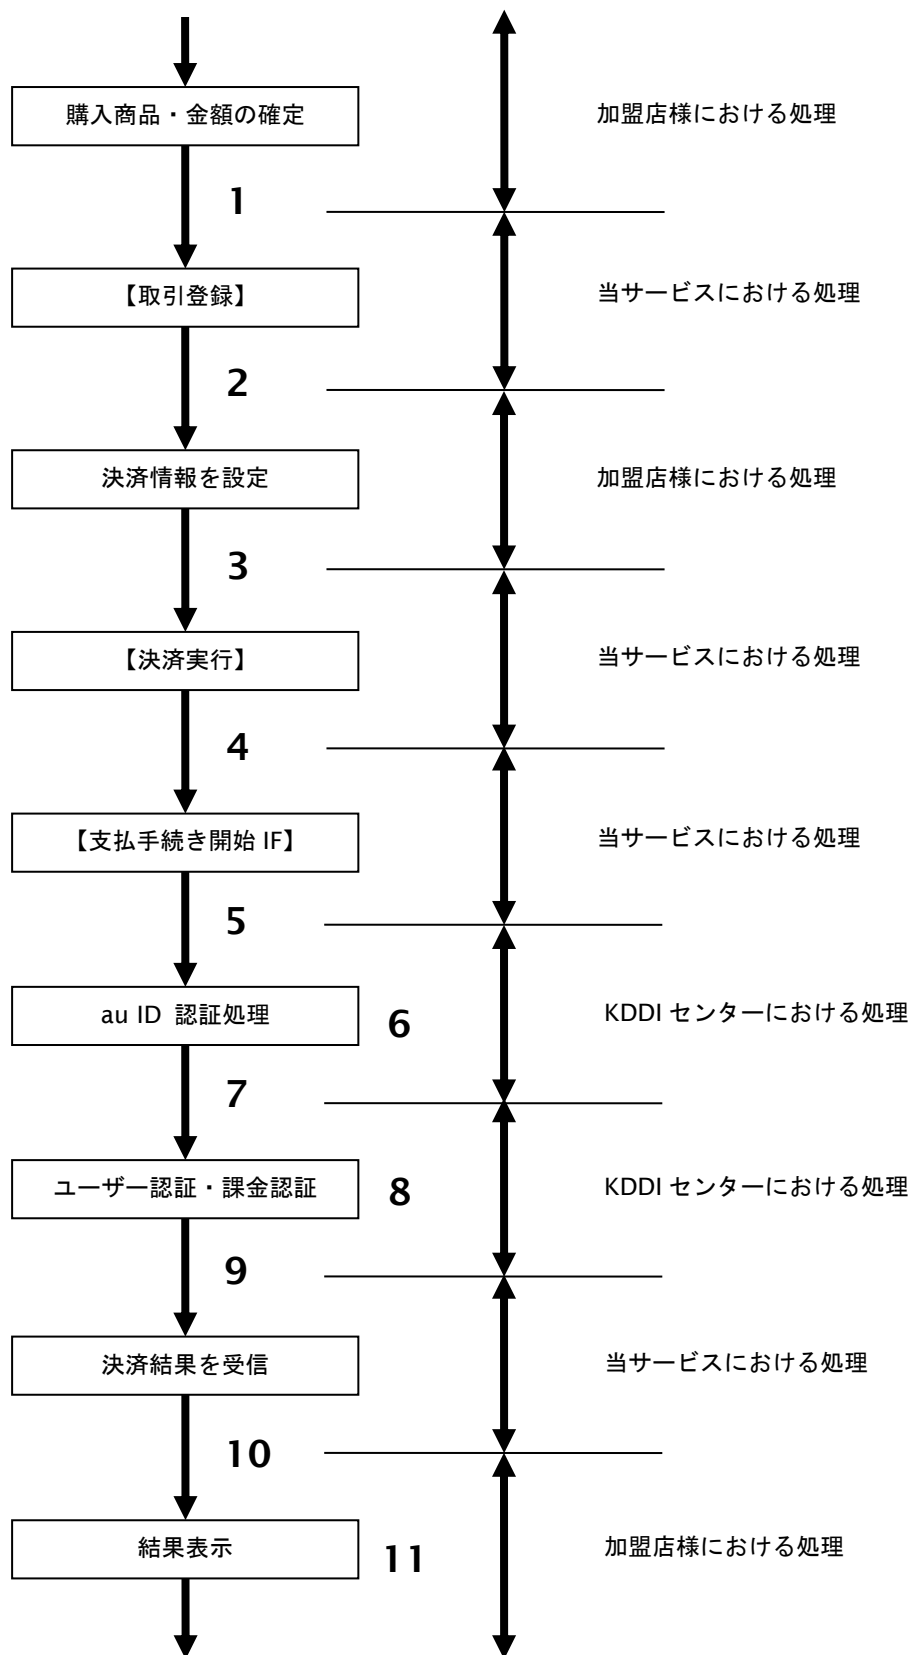 購入商品・金額の確定
加盟店様における処理
1
【取引登録】
当サービスにおける処理
2
決済情報を設定
加盟店様における処理
3
【決済実行】
当サービスにおける処理
4
【支払手続き開始 IF】
当サービスにおける処理
5
au ID 認証処理
6
KDDI センターにおける処理
7
ユーザー認証・課金認証
8
KDDI センターにおける処理
9
決済結果を受信
当サービスにおける処理
10
結果表示
11
加盟店様における処理